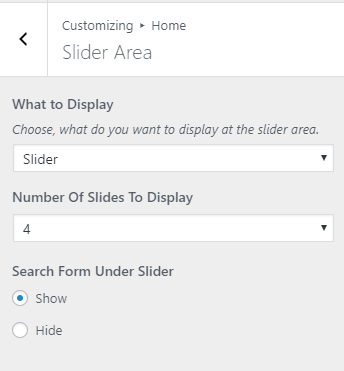 Customizing ▸ Home
Slider Area
What to Display
Choose, what do you want to display at the slider area.
Slider
Number Of Slides To Display
4
Search Form Under Slider
Show
Hide